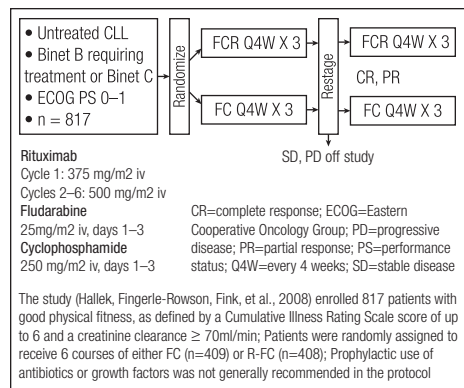 • Untreated CLL
• Binet B requiring
treatment or Binet C
• ECOG PS 0–1
• n = 817
Randomize
FCR Q4W X 3
FC Q4W X 3
Restage
FCR Q4W X 3
CR, PR
FC Q4W X 3
SD, PD off study
Rituximab
Cycle 1: 375 mg/m2 iv
Cycles 2–6: 500 mg/m2 iv
Fludarabine
25mg/m2 iv, days 1–3
Cyclophosphamide
250 mg/m2 iv, days 1–3
CR=complete response; ECOG=Eastern
Cooperative Oncology Group; PD=progressive
disease; PR=partial response; PS=performance
status; Q4W=every 4 weeks; SD=stable disease
The study (Hallek, Fingerle-Rowson, Fink, et al., 2008) enrolled 817 patients with
good physical fitness, as defined by a Cumulative Illness Rating Scale score of up
to 6 and a creatinine clearance ≥ 70ml/min; Patients were randomly assigned to
receive 6 courses of either FC (n=409) or R-FC (n=408); Prophylactic use of
antibiotics or growth factors was not generally recommended in the protocol